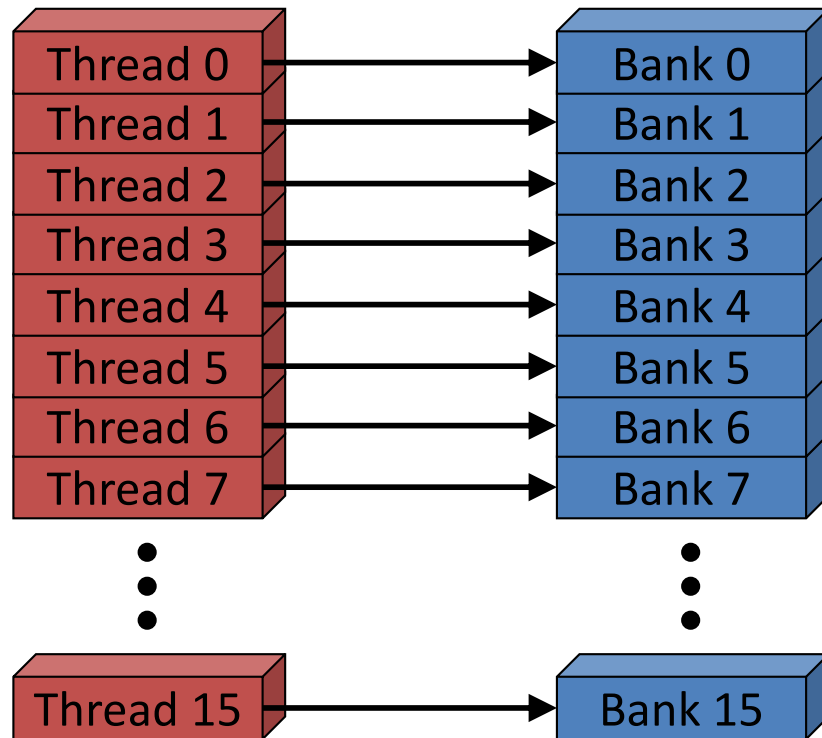 Thread 0 Bank 0
Thread 1 Bank 1
Thread 2 Bank 2
Thread 3 Bank 3
Thread 4 Bank 4
Thread 5 Bank 5
Thread 6 Bank 6
Thread 7 Bank 7
Thread 15 Bank 15